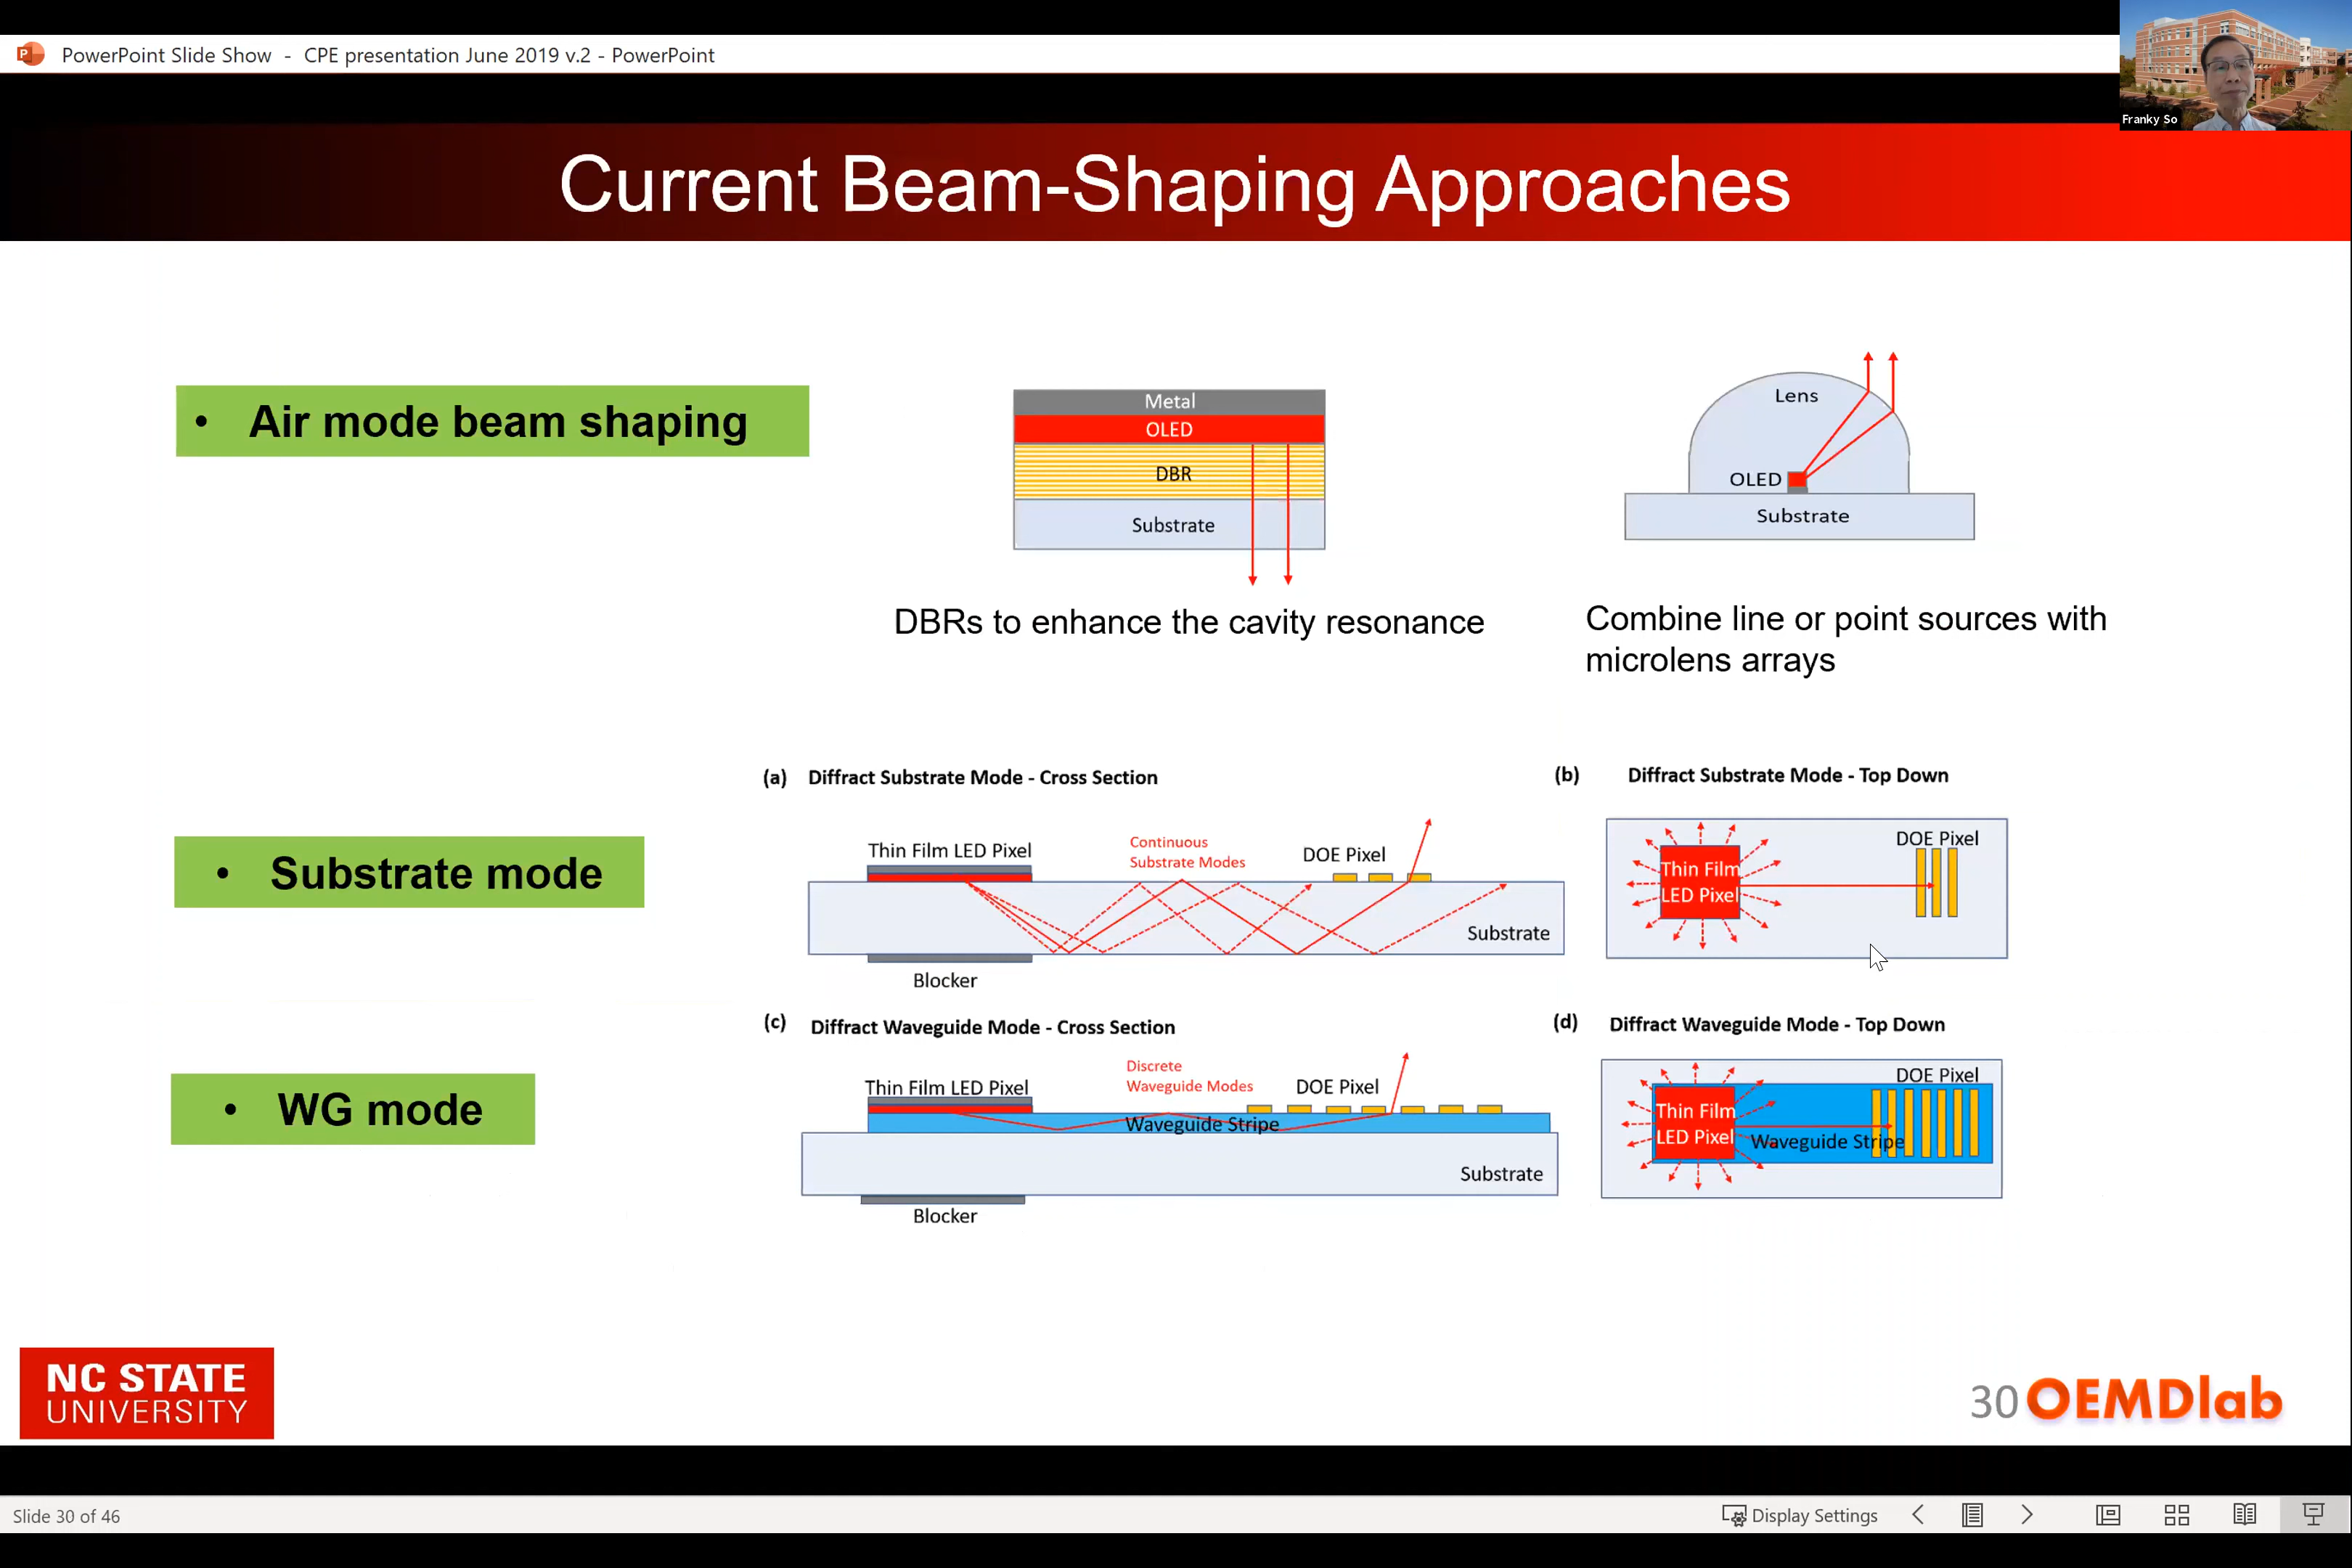 PowerPoint Slide Show - CPE presentation June 2019 v.2 - PowerPoint
Franky So
Current Beam-Shaping Approaches
• Air mode beam shaping
Metal
OLED
DBR
Substrate
DBRs to enhance the cavity resonance
Lens
OLED
Substrate
Combine line or point sources with
microlens arrays
• Substrate mode
(a) Diffract Substrate Mode - Cross Section
Thin Film LED Pixel
Continuous
Substrate Modes
DOE Pixel
Substrate
Blocker
(b) Diffract Substrate Mode - Top Down
Thin Film
LED Pixel
DOE Pixel
• WG mode
(c) Diffract Waveguide Mode - Cross Section
Thin Film LED Pixel
Discrete
Waveguide Modes
DOE Pixel
Waveguide Stripe
Substrate
Blocker
(d) Diffract Waveguide Mode - Top Down
DOE Pixel
Thin Film
LED Pixel
Waveguide Stripe
NC STATE
UNIVERSITY
30 OEMDlab
Slide 30 of 46
Display Settings